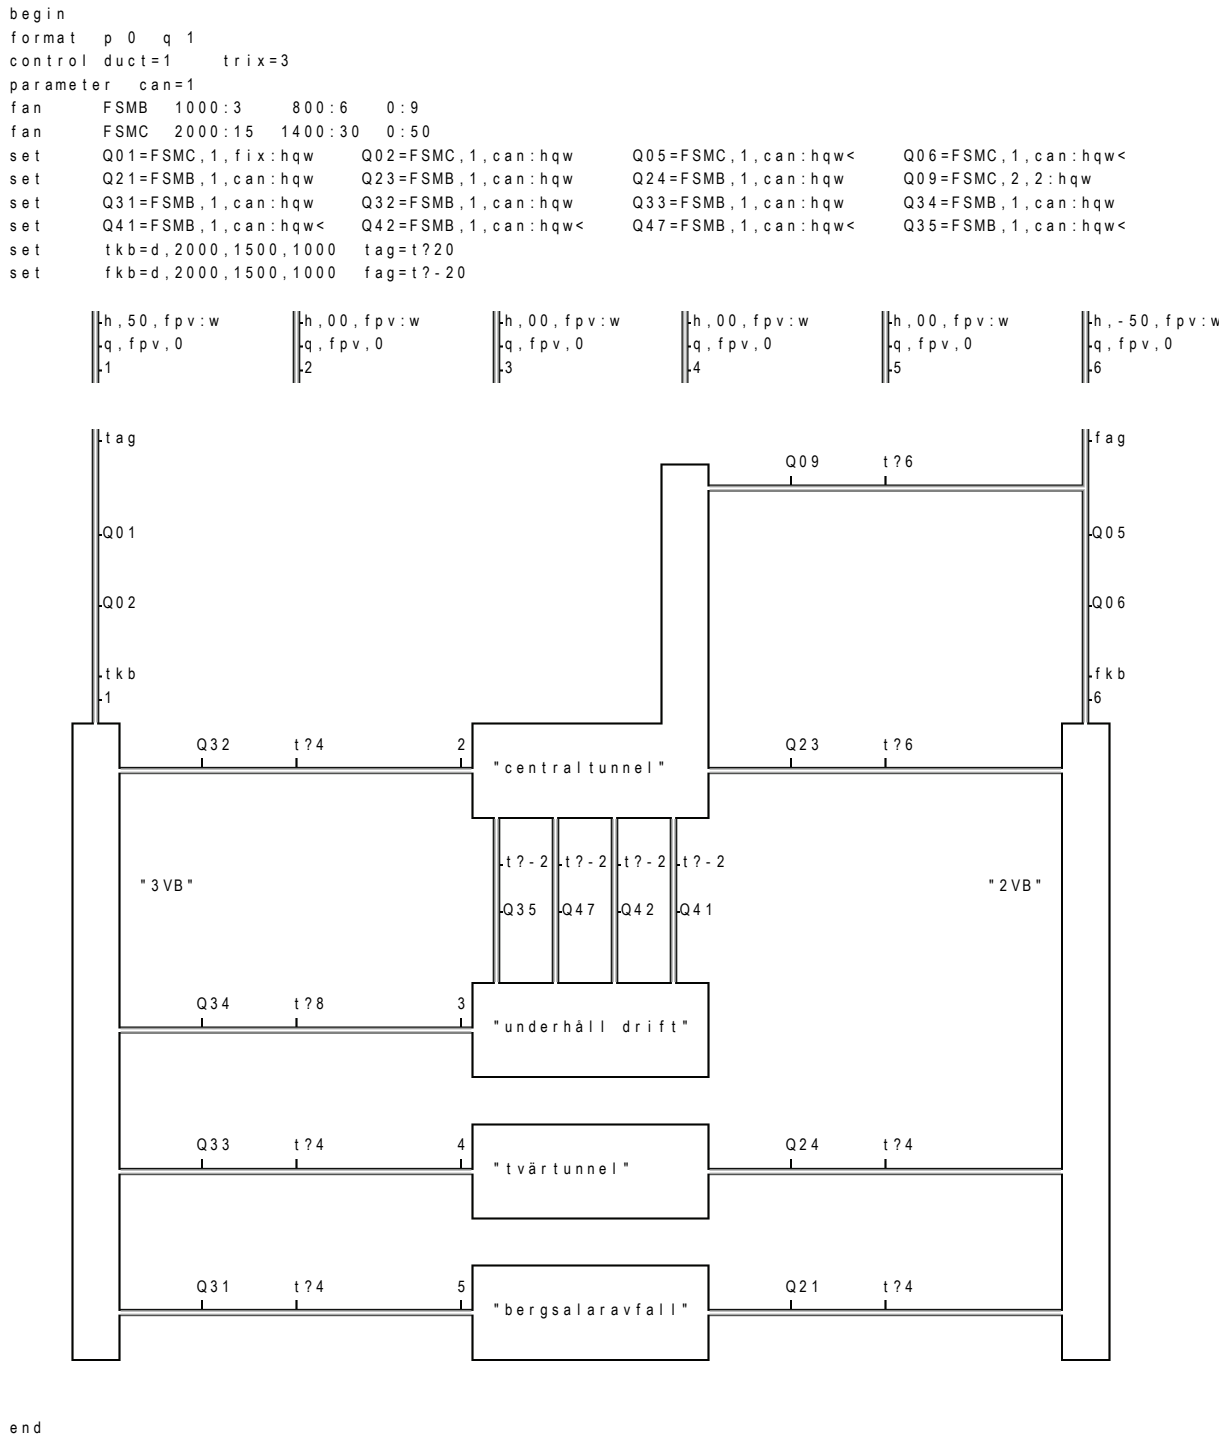 begin
format p 0 q 1
control duct=1 trix=3
parameter can=1
fan FSMB 1000:3 800:6 0:9
fan FSMC 2000:15 1400:30 0:50
set Q01=FSMC,1,fix:hqw Q02=FSMC,1,can:hqw Q05=FSMC,1,can:hqw< Q06=FSMC,1,can:hqw<
set Q21=FSMB,1,can:hqw Q23=FSMB,1,can:hqw Q24=FSMB,1,can:hqw Q09=FSMC,2,2:hqw
set Q31=FSMB,1,can:hqw Q32=FSMB,1,can:hqw Q33=FSMB,1,can:hqw Q34=FSMB,1,can:hqw
set Q41=FSMB,1,can:hqw< Q42=FSMB,1,can:hqw< Q47=FSMB,1,can:hqw< Q35=FSMB,1,can:hqw<
set tkb=d,2000,1500,1000 tag=t?20
set fkb=d,2000,1500,1000 fag=t?-20
h,50,fpv:w h,00,fpv:w h,00,fpv:w h,00,fpv:w h,00,fpv:w h,-50,fpv:w
q,fpv,0 q,fpv,0 q,fpv,0 q,fpv,0 q,fpv,0 q,fpv,0
1 2 3 4 5 6
tag fag
Q09 t?6
Q01 Q05
Q02 Q06
tkb fkb
1 6
Q32 t?4 2 Q23 t?6
"centraltunnel"
t?-2 t?-2 t?-2 t?-2
"3VB" "2VB"
Q35 Q47 Q42 Q41
Q34 t?8 3
"underhåll drift"
Q33 t?4 4 Q24 t?4
"tvärtunnel"
Q31 t?4 5 Q21 t?4
"bergsalaravfall"
end